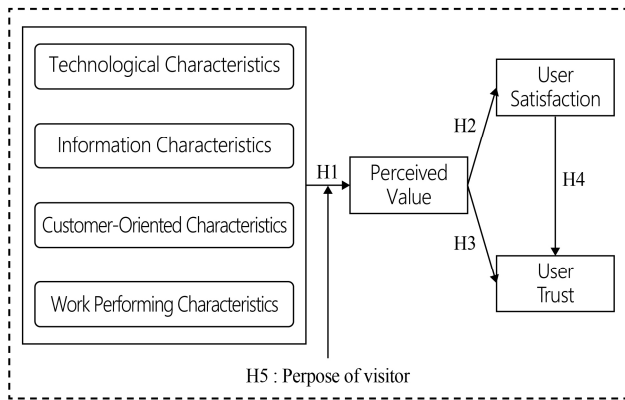 Technological Characteristics
Information Characteristics
Customer-Oriented Characteristics
Work Performing Characteristics
H1
Perceived
Value
H2
H3
User
Satisfaction
H4
User
Trust
H5 : Perpose of visitor